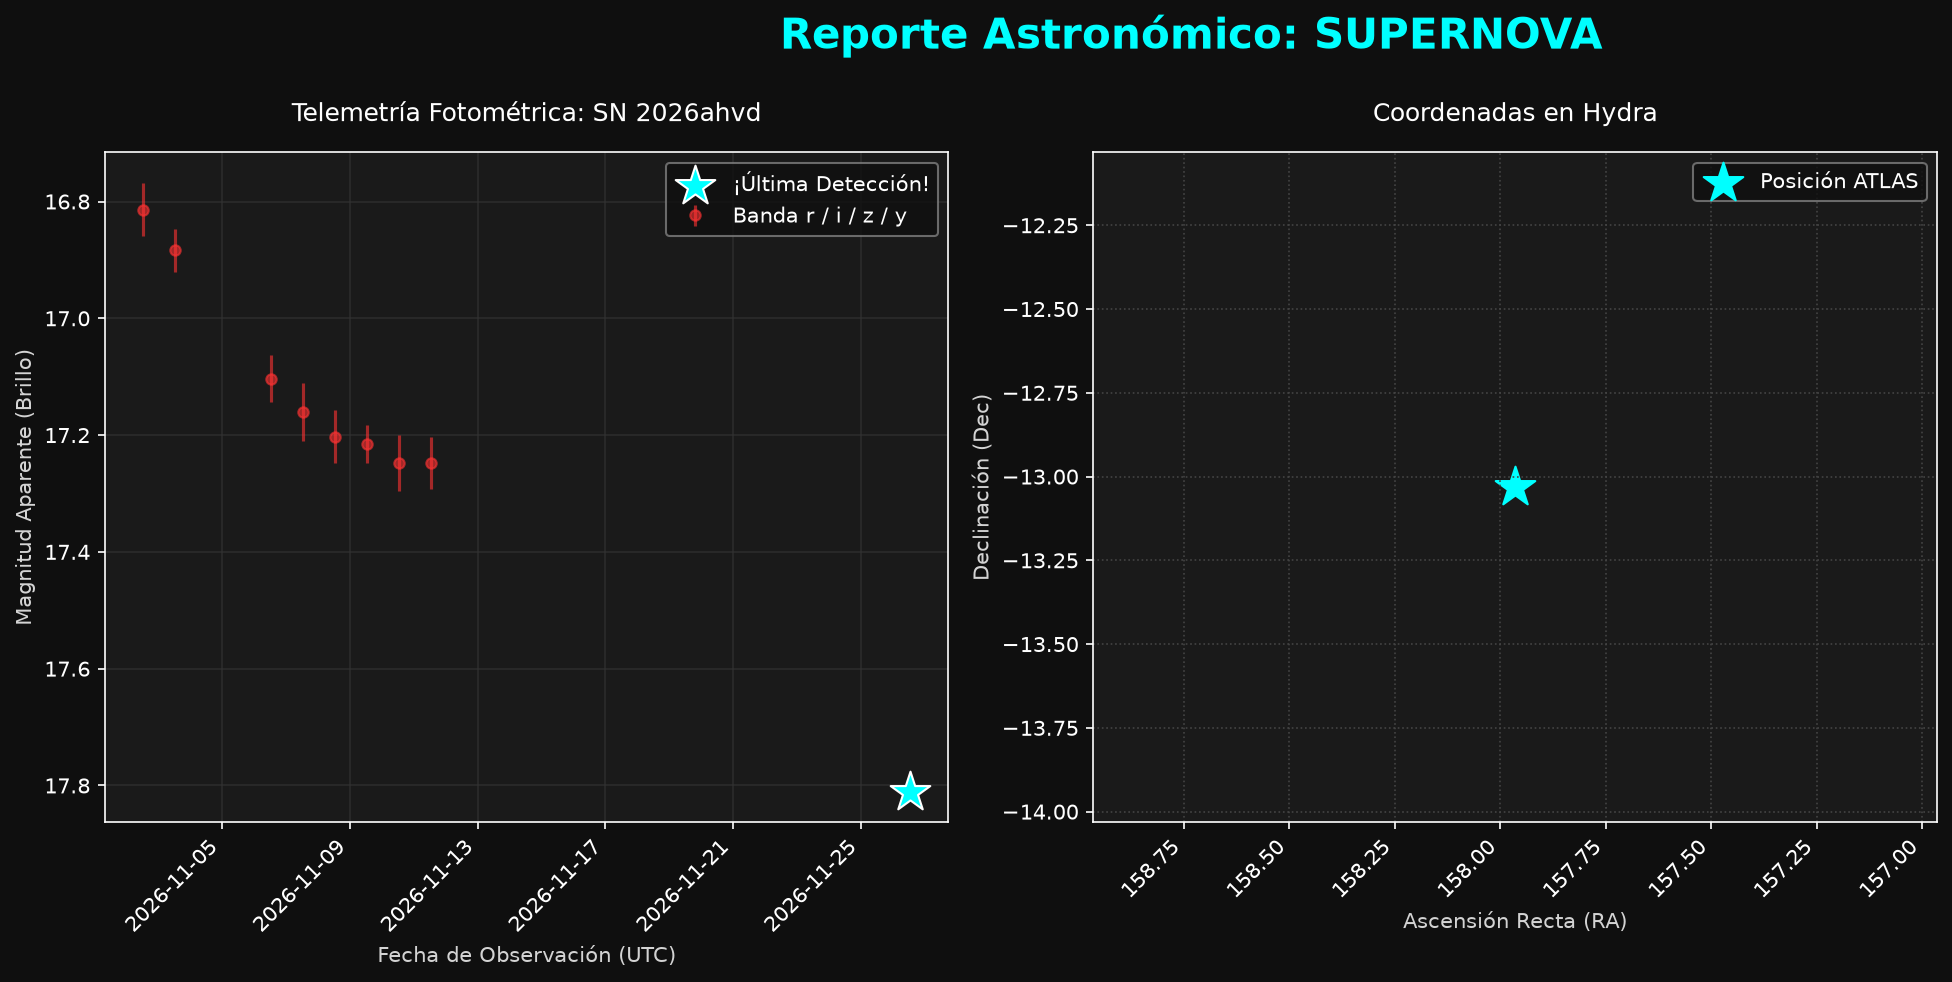 Reporte Astronómico: SUPERNOVA
Telemetría Fotométrica: SN 2026ahvd
¡Última Detección!
Banda r / i / z / y
Magnitud Aparente (Brillo)
16.8
17.0
17.2
17.4
17.6
17.8
2026-11-05
2026-11-09
2026-11-13
2026-11-17
2026-11-21
2026-11-25
Fecha de Observación (UTC)
Coordenadas en Hydra
Posición ATLAS
Declinación (Dec)
−12.25
−12.50
−12.75
−13.00
−13.25
−13.50
−13.75
−14.00
158.75
158.50
158.25
158.00
157.75
157.50
157.25
157.00
Ascensión Recta (RA)